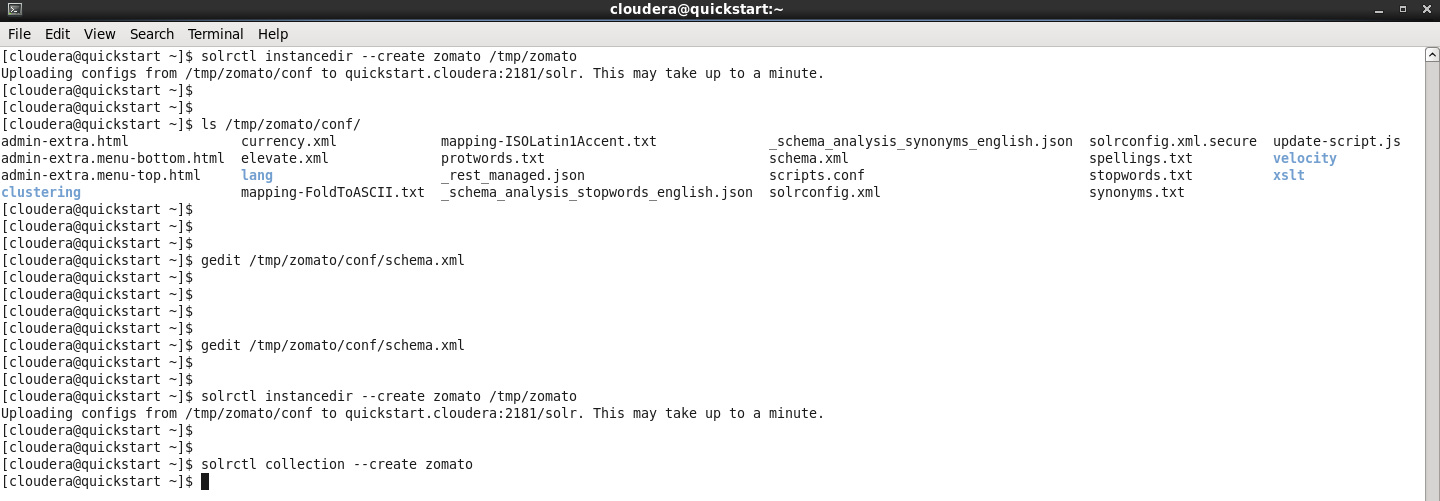 cloudera@quickstart:~
File Edit View Search Terminal Help
[cloudera@quickstart ~]$ solrctl instancedir --create zomato /tmp/zomato
Uploading configs from /tmp/zomato/conf to quickstart.cloudera:2181/solr. This may take up to a minute.
[cloudera@quickstart ~]$
[cloudera@quickstart ~]$
[cloudera@quickstart ~]$ ls /tmp/zomato/conf/
admin-extra.html currency.xml mapping-ISOLatin1Accent.txt _schema_analysis_synonyms_english.json solrconfig.xml.secure update-script.js
admin-extra.menu-bottom.html elevate.xml protwords.txt schema.xml spellings.txt velocity
admin-extra.menu-top.html lang _rest_managed.json scripts.conf stopwords.txt xslt
clustering mapping-FoldToASCII.txt _schema_analysis_stopwords_english.json solrconfig.xml synonyms.txt
[cloudera@quickstart ~]$
[cloudera@quickstart ~]$
[cloudera@quickstart ~]$
[cloudera@quickstart ~]$ gedit /tmp/zomato/conf/schema.xml
[cloudera@quickstart ~]$
[cloudera@quickstart ~]$
[cloudera@quickstart ~]$
[cloudera@quickstart ~]$
[cloudera@quickstart ~]$ gedit /tmp/zomato/conf/schema.xml
[cloudera@quickstart ~]$
[cloudera@quickstart ~]$
[cloudera@quickstart ~]$ solrctl instancedir --create zomato /tmp/zomato
Uploading configs from /tmp/zomato/conf to quickstart.cloudera:2181/solr. This may take up to a minute.
[cloudera@quickstart ~]$
[cloudera@quickstart ~]$
[cloudera@quickstart ~]$ solrctl collection --create zomato
[cloudera@quickstart ~]$